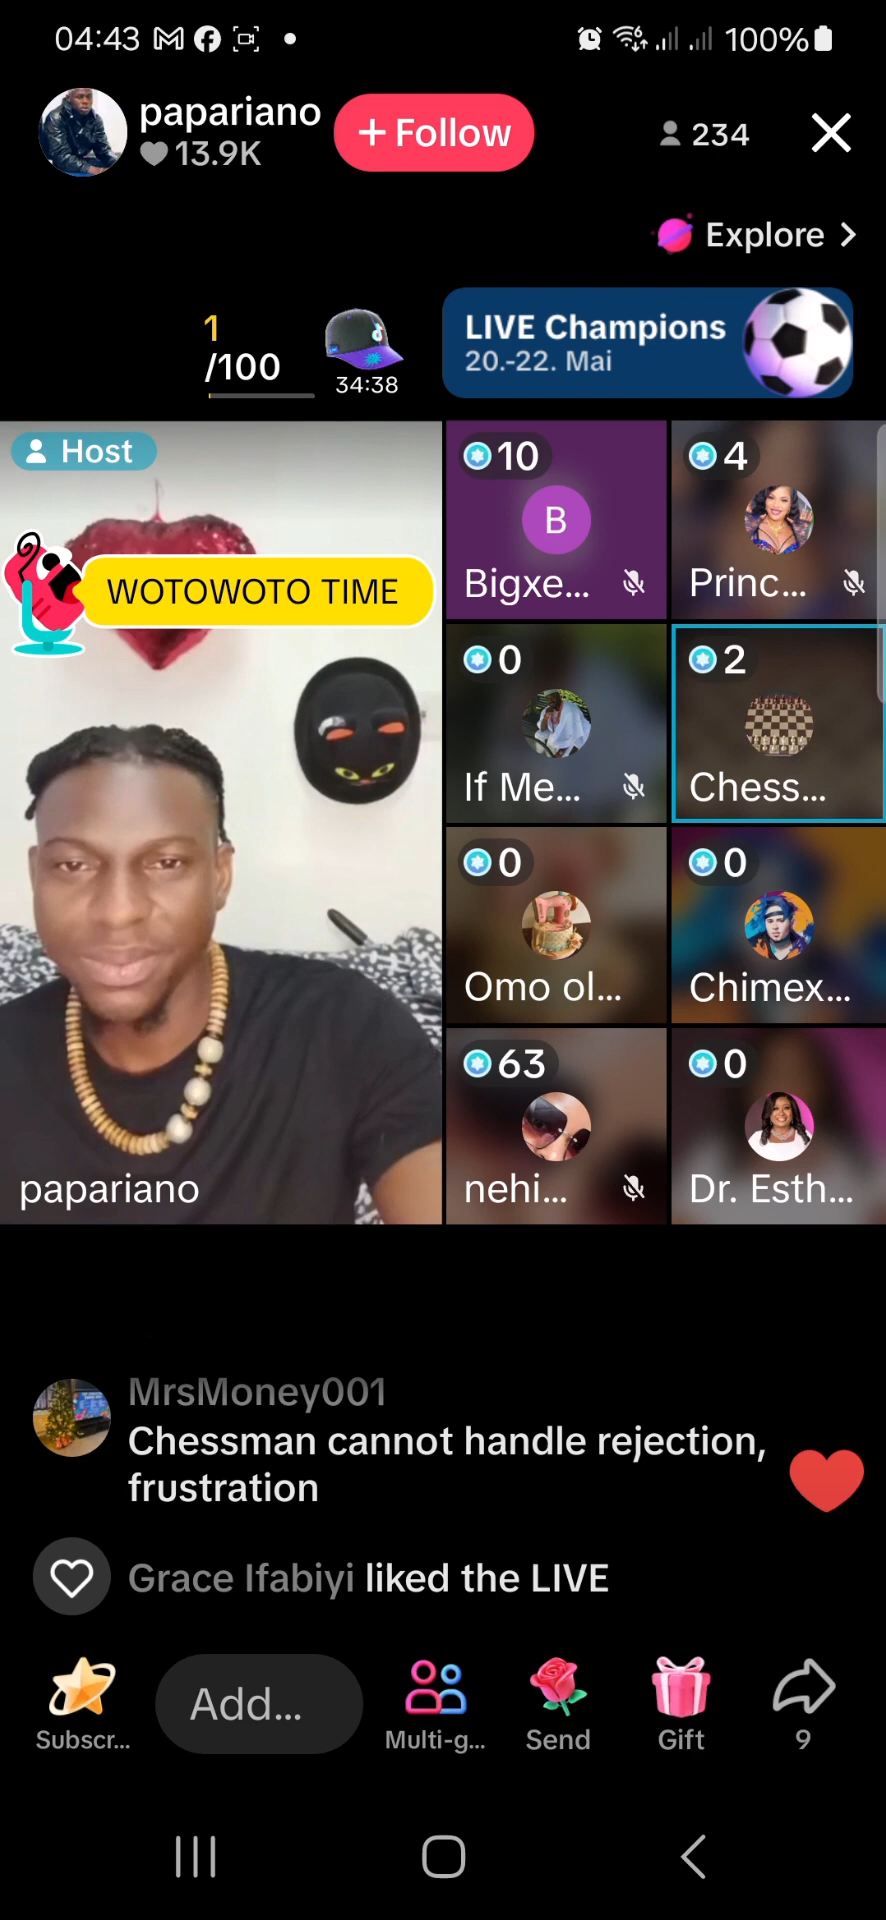 04:43
100%
papariano
13.9K
+ Follow
234
Explore
1
/100
34:38
LIVE Champions
20.-22. Mai
Host
WOTOWOTO TIME
papariano
10
B
Bigxe...
4
Princ...
0
If Me...
2
Chess...
0
Omo ol...
0
Chimex...
63
nehi...
0
Dr. Esth...
MrsMoney001
Chessman cannot handle rejection,
frustration
Grace Ifabiyi liked the LIVE
Subscr...
Add...
Multi-g...
Send
Gift
9